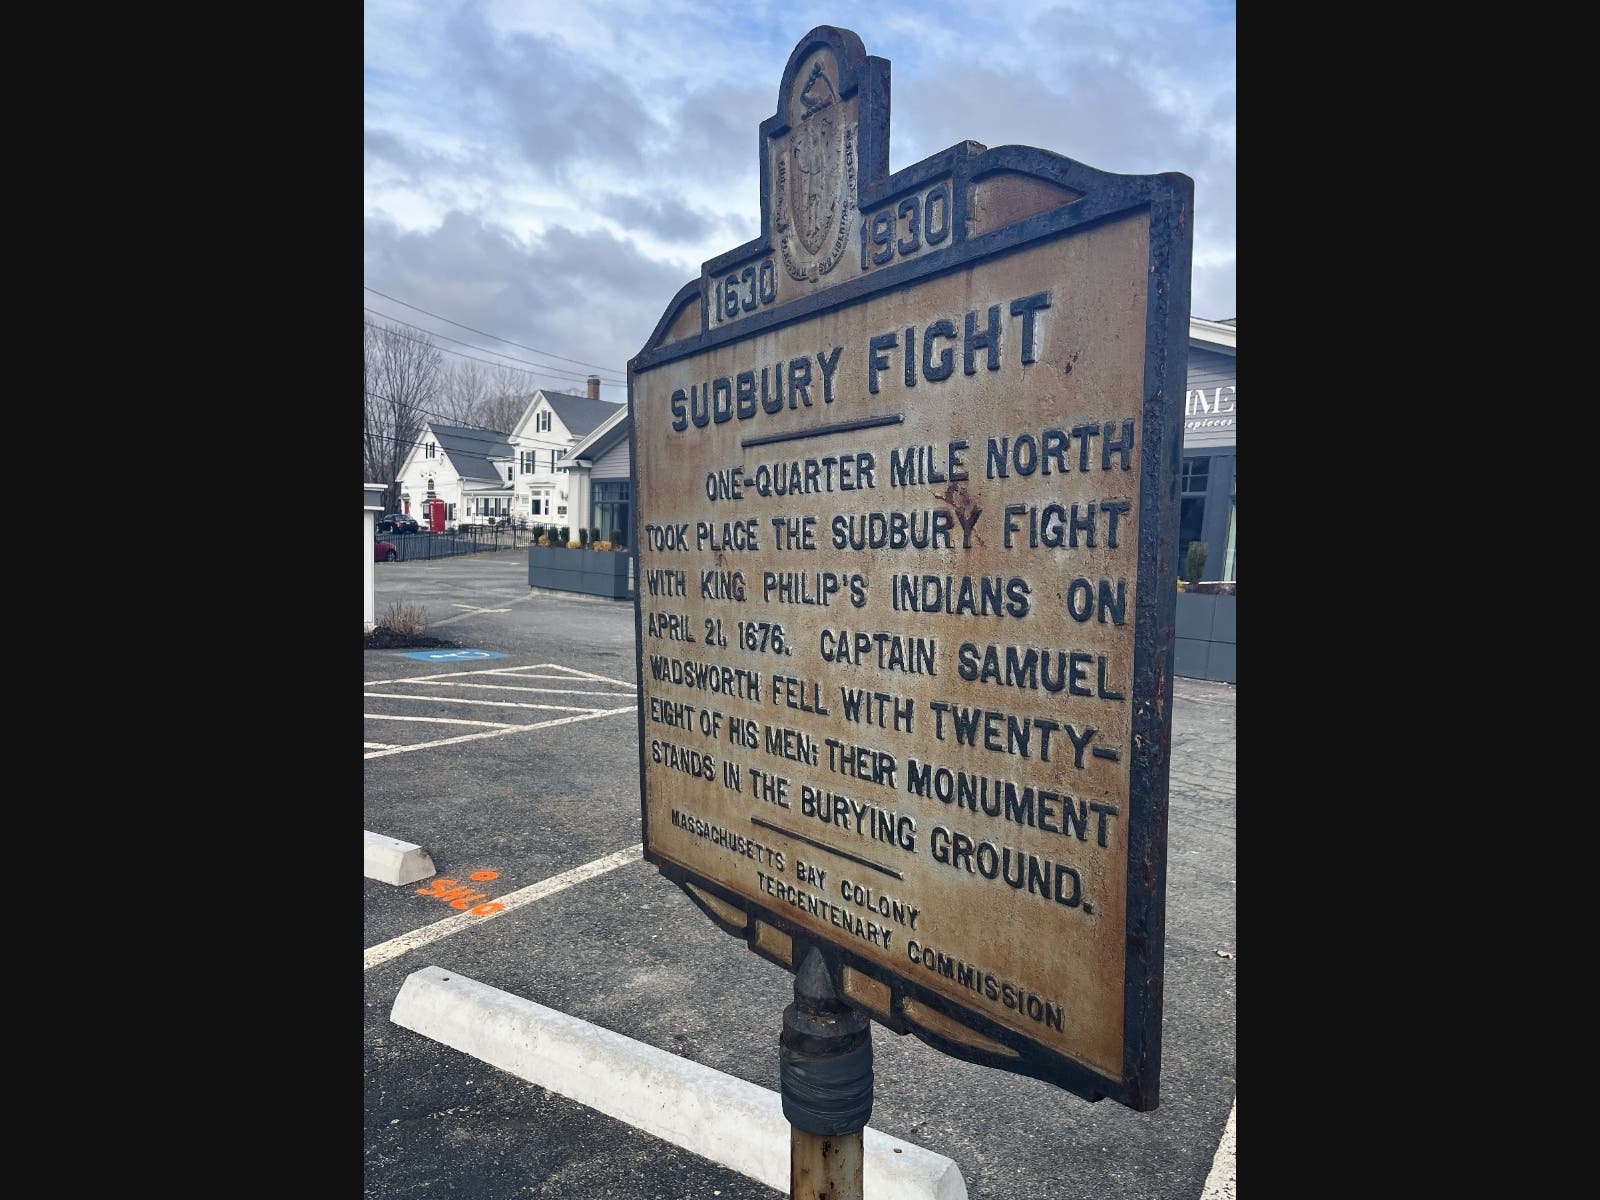 1630 1930
SUDBURY FIGHT
ONE-QUARTER MILE NORTH
TOOK PLACE THE SUDBURY FIGHT
WITH KING PHILIP'S INDIANS ON
APRIL 21, 1676. CAPTAIN SAMUEL
WADSWORTH FELL WITH TWENTY-
EIGHT OF HIS MEN: THEIR MONUMENT
STANDS IN THE BURYING GROUND.
MASSACHUSETTS BAY COLONY
TERCENTENARY COMMISSION